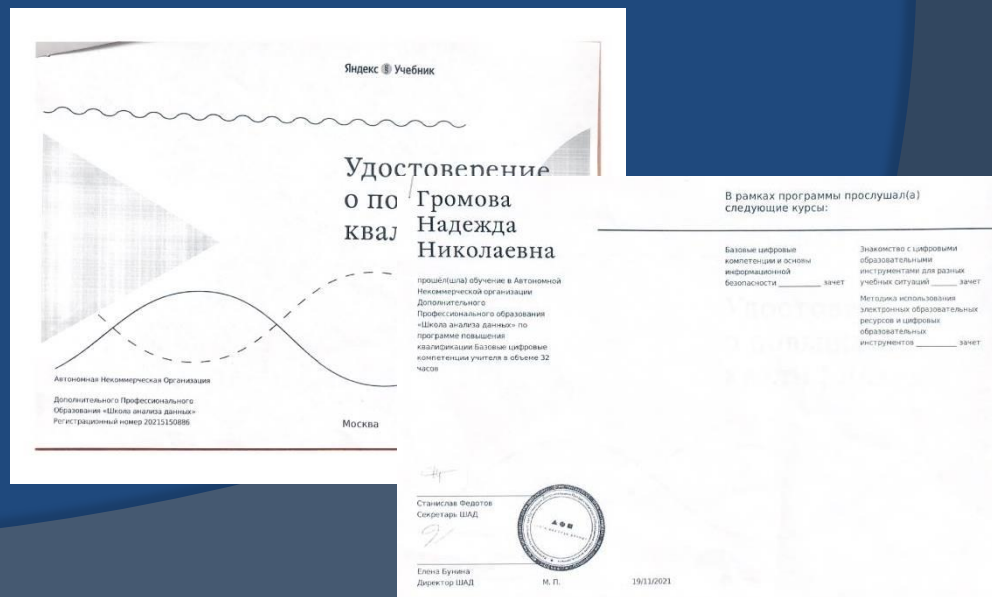 Яндекс Учебник
Удостоверение
о по
квал
Автономная Некоммерческая Организация
Дополнительного Профессионального
Образования «Школа анализа данных»
Регистрационный номер 20215150886
Москва
Громова
Надежда
Николаевна
прошёл(шла) обучение в Автономной
Некоммерческой организации
Дополнительного
Профессионального образования
«Школа анализа данных» по
программе повышения
квалификации Базовые цифровые
компетенции учителя в объеме 32
часов
Станислав Федотов
Секретарь ШАД
Елена Бунина
Директор ШАД
М. П.
19/11/2021
В рамках программы прослушал(а)
следующие курсы:
Базовые цифровые
компетенции и основы
информационной
безопасности ________ зачет
Знакомство с цифровыми
образовательными
инструментами для разных
учебных ситуаций _____ зачет
Методика использования
электронных образовательных
ресурсов и цифровых
образовательных
инструментов ________ зачет